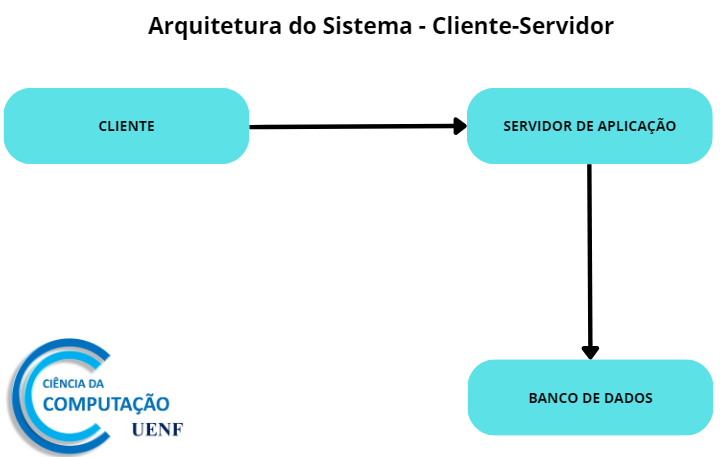 Arquitetura do Sistema - Cliente-Servidor
CLIENTE
SERVIDOR DE APLICAÇÃO
BANCO DE DADOS
CIÊNCIA DA
COMPUTAÇÃO
UENF